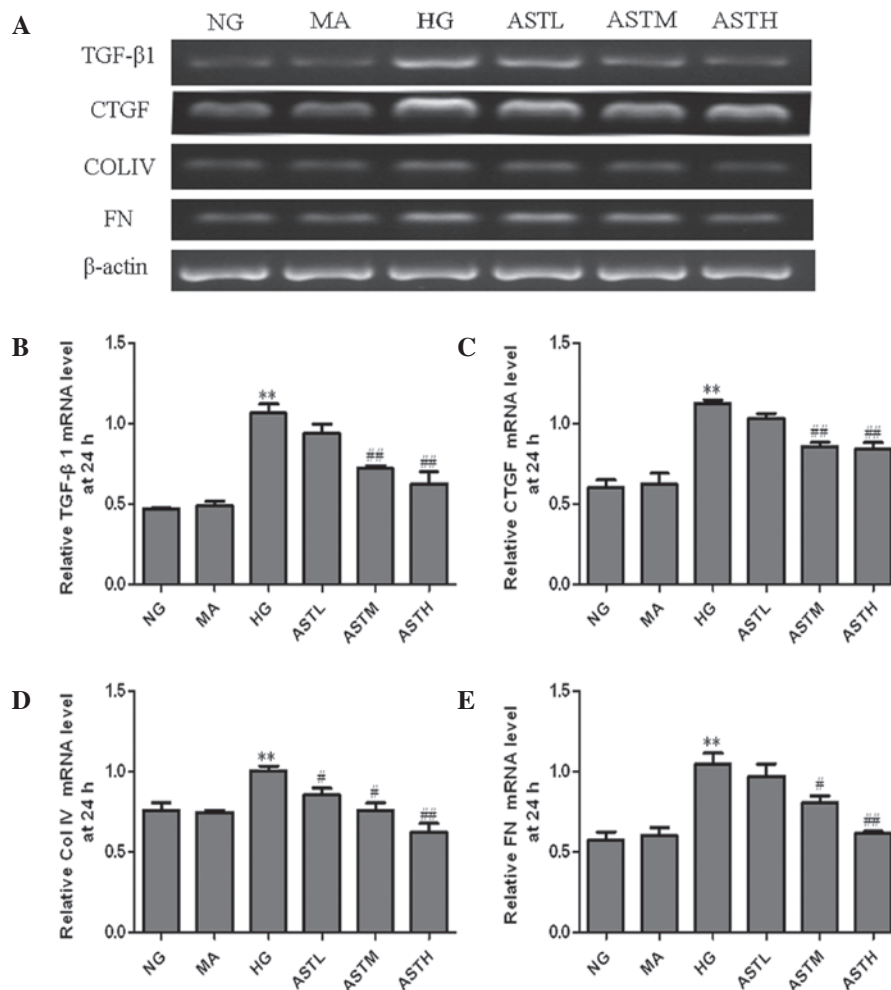 A
NG MA HG ASTL ASTM ASTH
TGF-β1
CTGF
COLIV
FN
β-actin
B
Relative TGF-β 1 mRNA level
at 24 h
1.5
1.0
0.5
0.0
**
##
##
NG MA HG ASTL ASTM ASTH
C
Relative CTGF mRNA level
at 24 h
1.5
1.0
0.5
0.0
**
##
##
NG MA HG ASTL ASTM ASTH
D
Relative Col IV mRNA level
at 24 h
1.5
1.0
0.5
0.0
**
#
#
##
NG MA HG ASTL ASTM ASTH
E
Relative FN mRNA level
at 24 h
1.5
1.0
0.5
0.0
**
#
##
NG MA HG ASTL ASTM ASTH